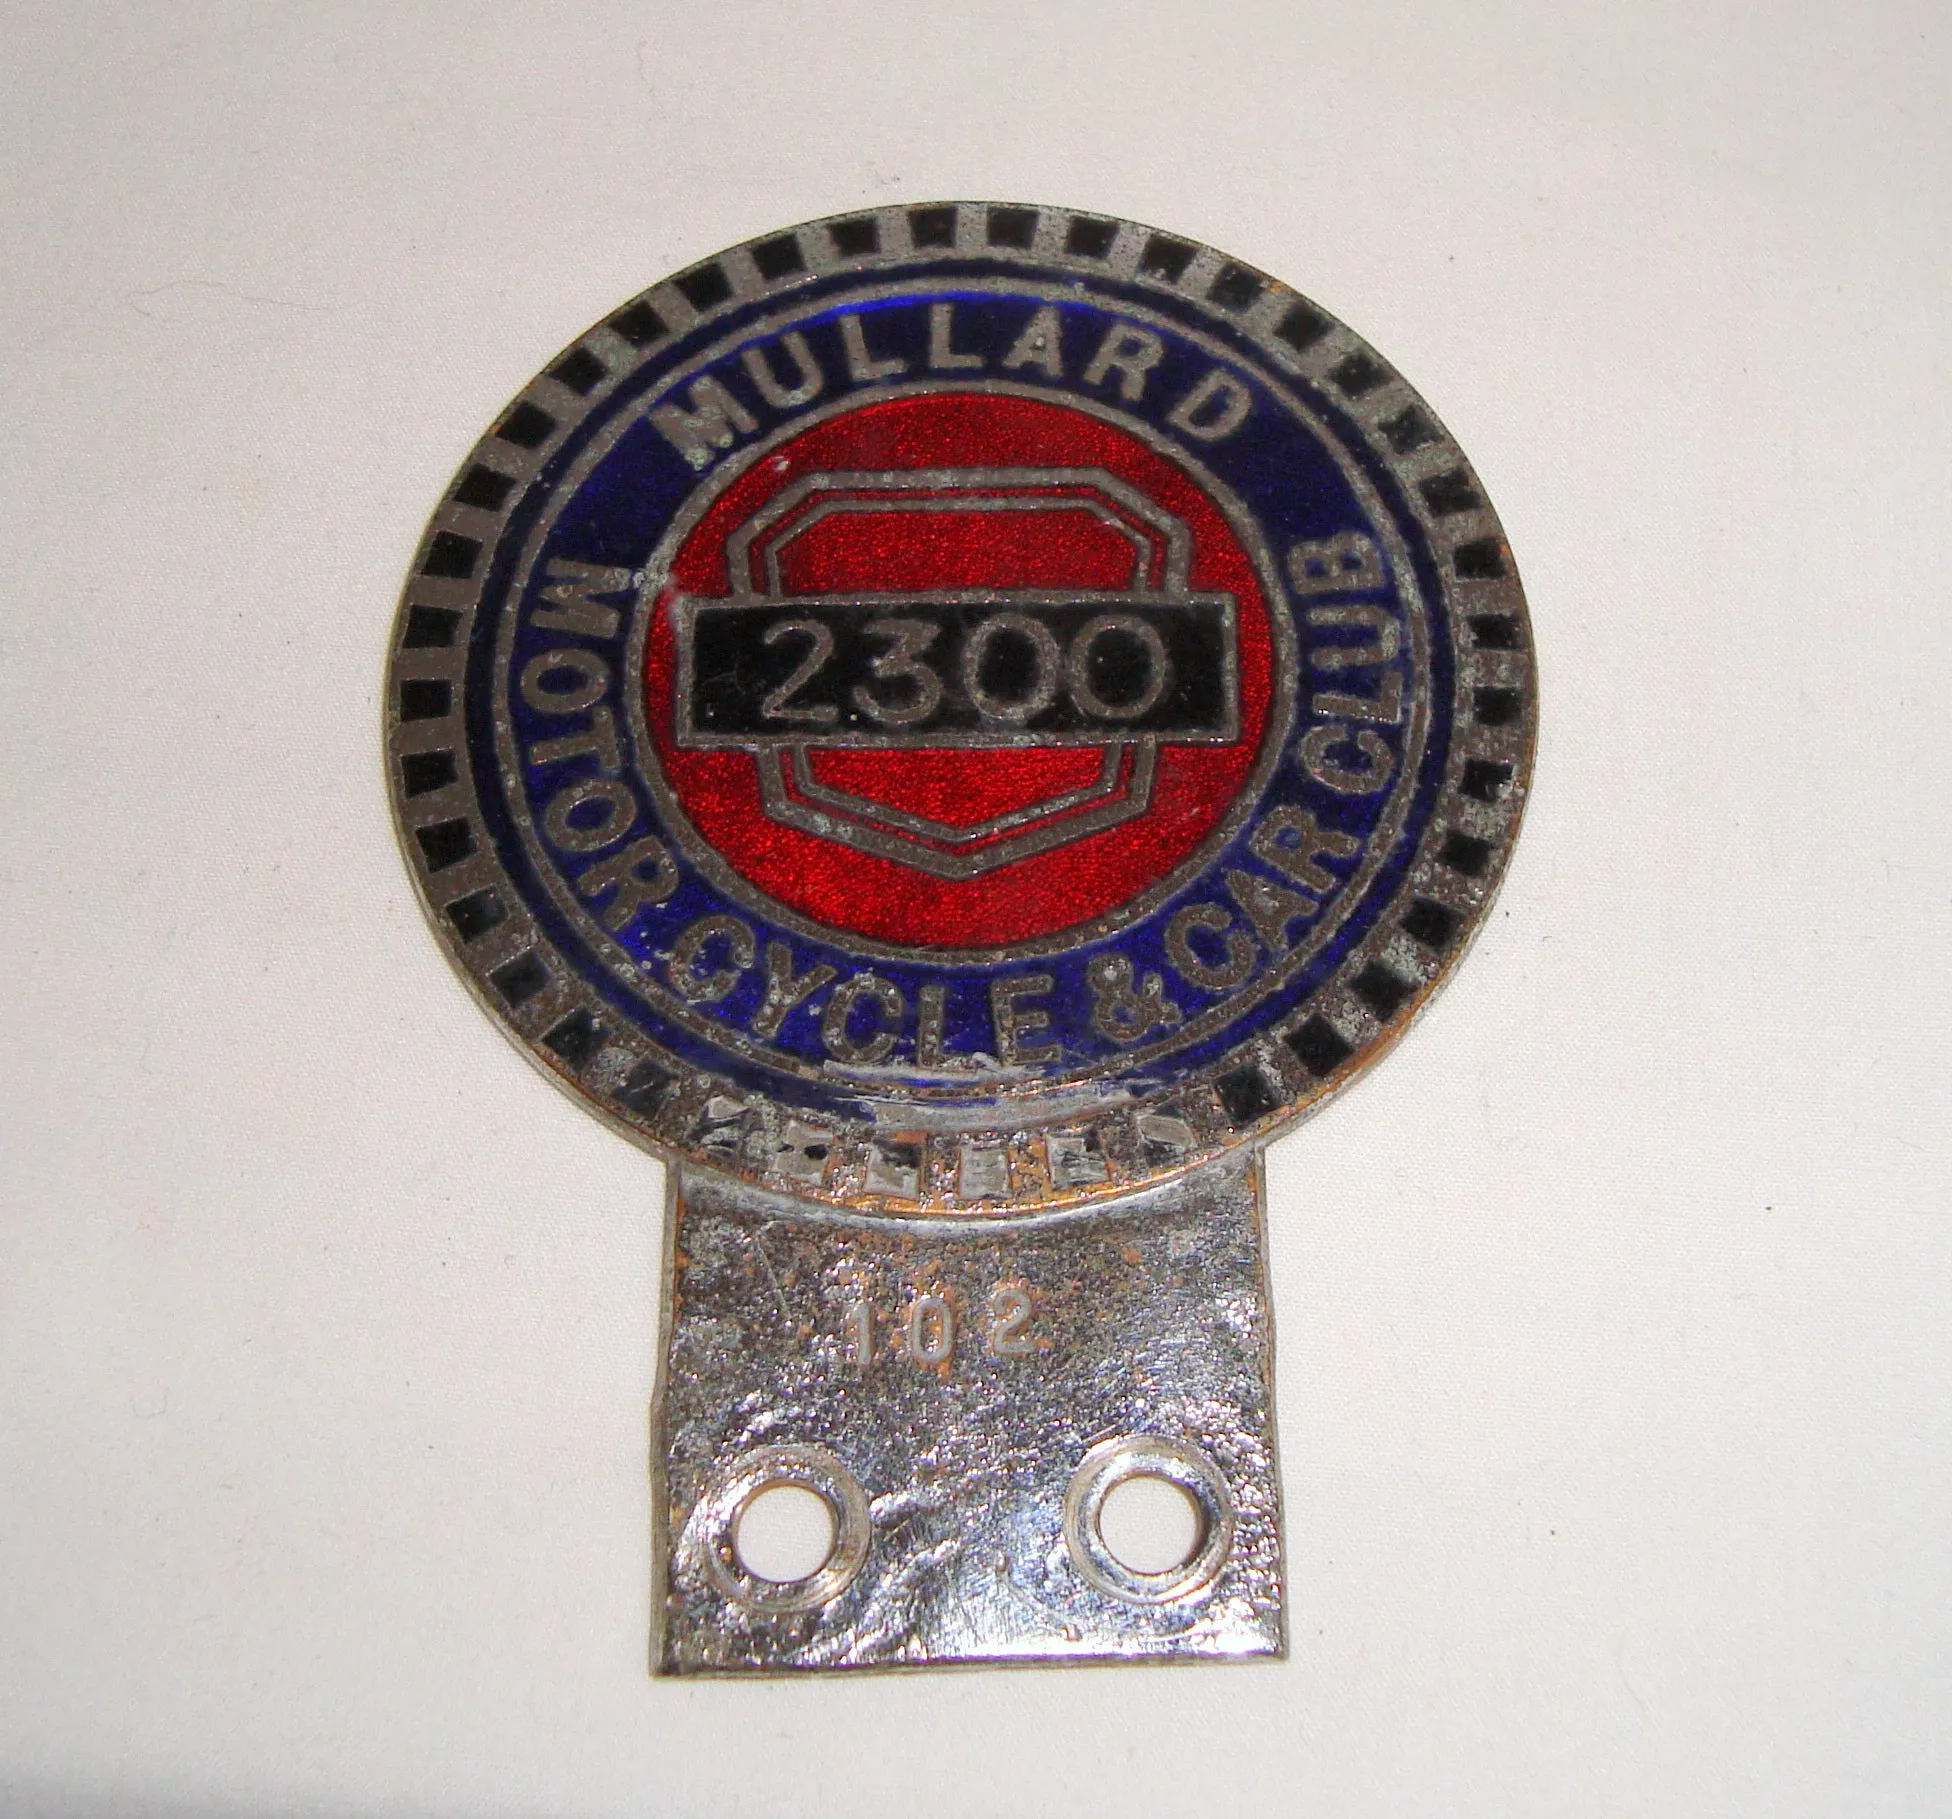 MULLARD
2300
MOTOR CYCLE & CAR CLUB
102